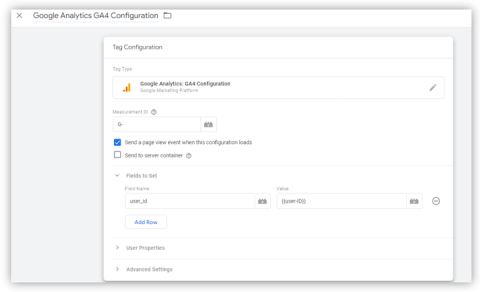 Google Analytics GA4 Configuration
Tag Configuration
Tag Type
Google Analytics: GA4 Configuration
Google Marketing Platform
Measurement ID
G-
Send a page view event when this configuration loads
Send to server container
Fields to Set
Field Name Value
user_id {{user-ID}}
Add Row
User Properties
Advanced Settings